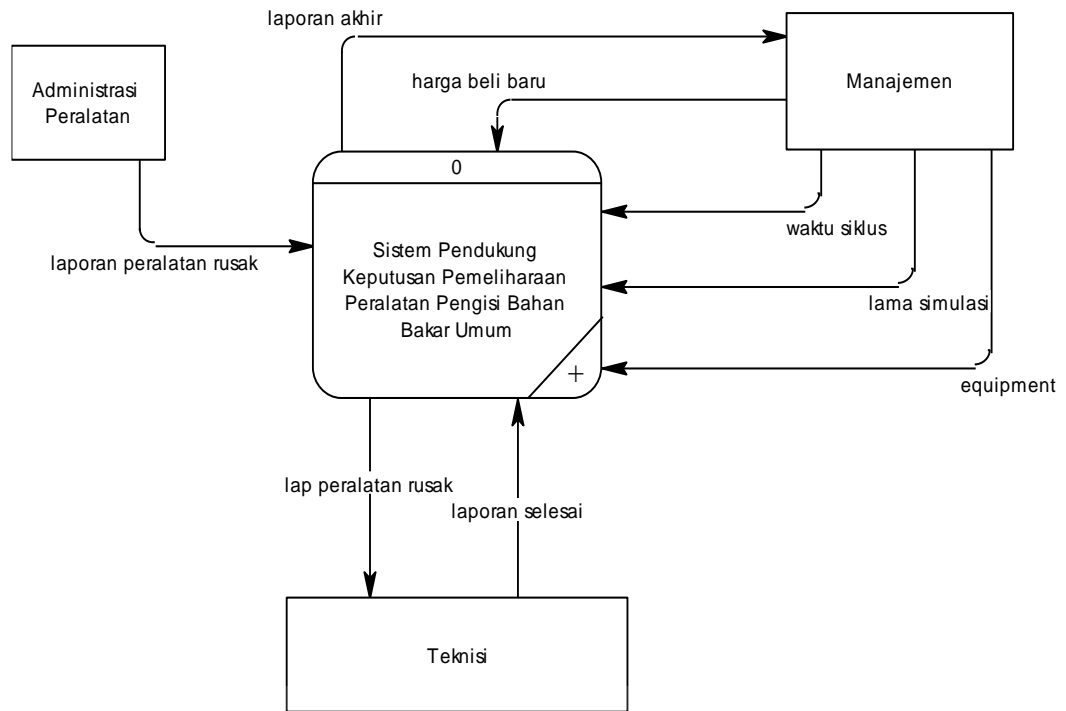 laporan akhir
harga beli baru
Manajemen
Administrasi
Peralatan
0
waktu siklus
laporan peralatan rusak
Sistem Pendukung
Keputusan Pemeliharaan
Peralatan Pengisi Bahan
Bakar Umum
lama simulasi
+
equipment
lap peralatan rusak
laporan selesai
Teknisi